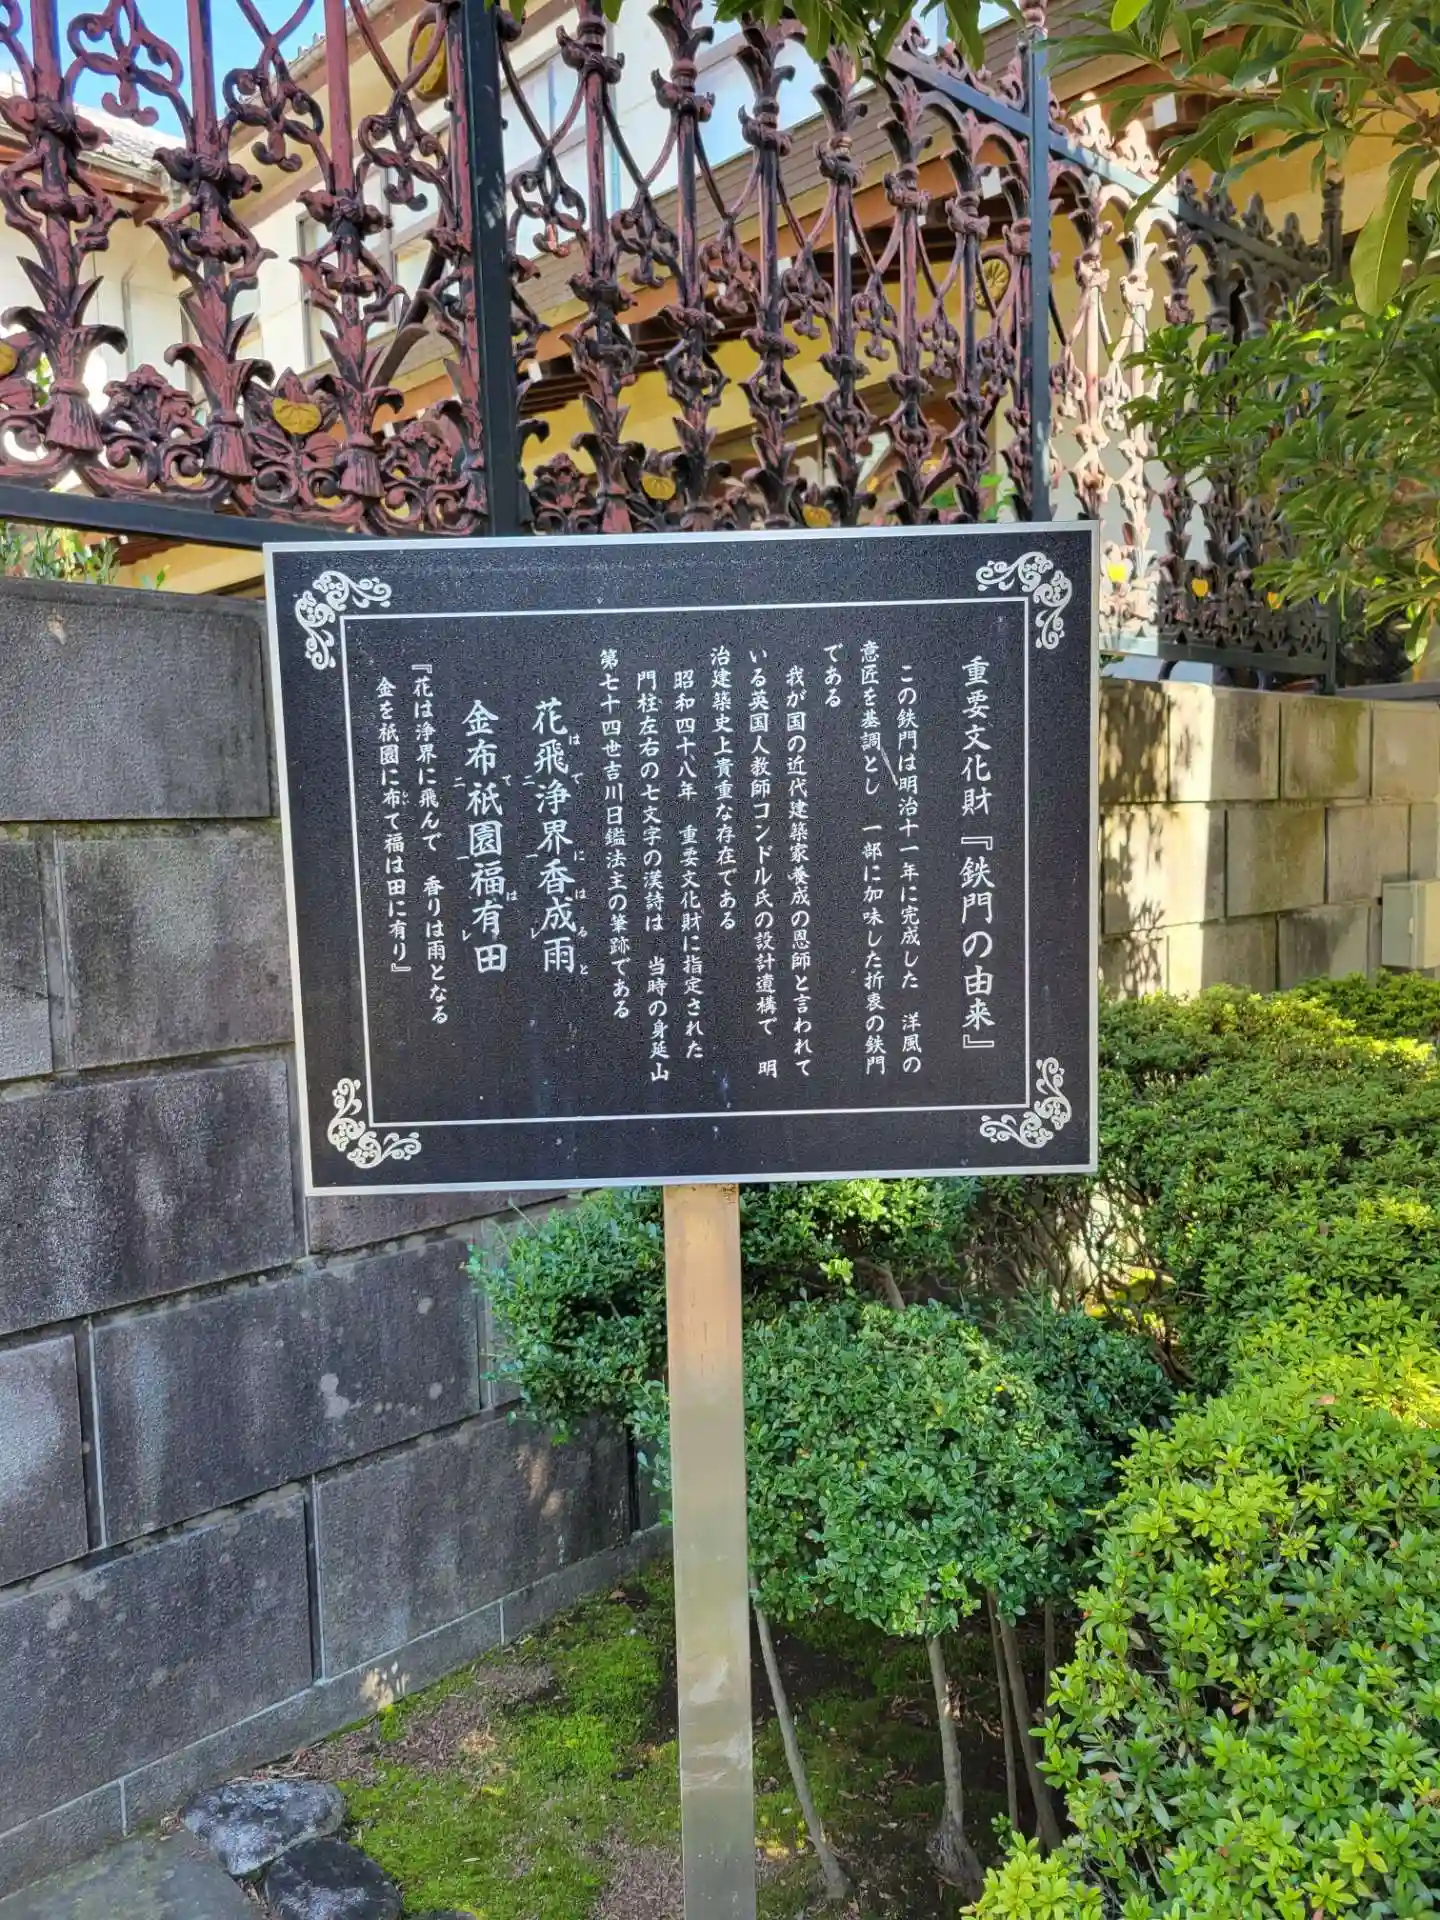 重要文化財『鉄門の由来』
この鉄門は明治十一年に完成した　洋風の
意匠を基調とし　一部に加味した折衷の鉄門
である
我が国の近代建築家養成の恩師と言われて
いる英国人教師コンドル氏の設計遺構で　明
治建築史上貴重な存在である
昭和四十八年　重要文化財に指定された
門柱左右の七文字の漢詩は　当時の身延山
第七十四世吉川日鑑法主の筆跡である
花飛浄界香成雨
金布祇園福有田
『花は浄界に飛んで　香りは雨となる
金を祇園に布て福は田に有り』